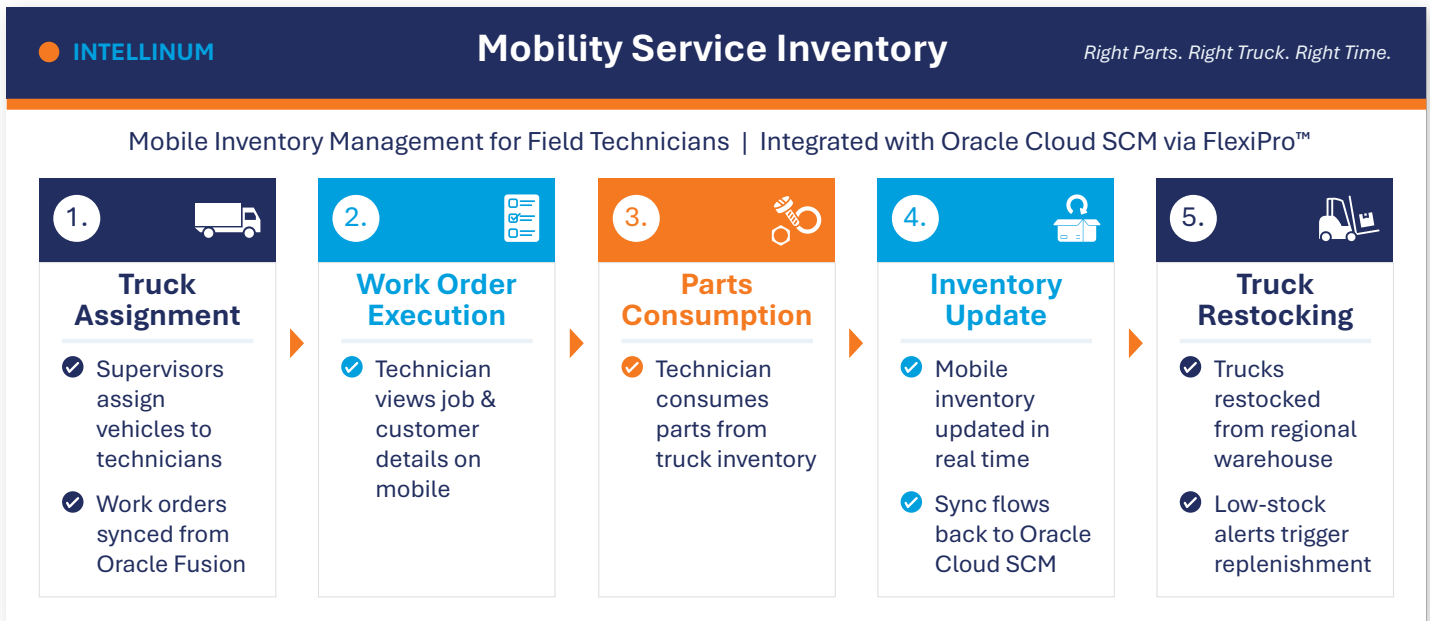 INTELLINUM
Mobility Service Inventory
Right Parts. Right Truck. Right Time.
Mobile Inventory Management for Field Technicians | Integrated with Oracle Cloud SCM via FlexiPro™
1.
Truck
Assignment
Supervisors
assign
vehicles to
technicians
Work orders
synced from
Oracle Fusion
2.
Work Order
Execution
Technician
views job &
customer
details on
mobile
3.
Parts
Consumption
Technician
consumes
parts from
truck inventory
4.
Inventory
Update
Mobile
inventory
updated in
real time
Sync flows
back to Oracle
Cloud SCM
5.
Truck
Restocking
Trucks
restocked
from regional
warehouse
Low-stock
alerts trigger
replenishment